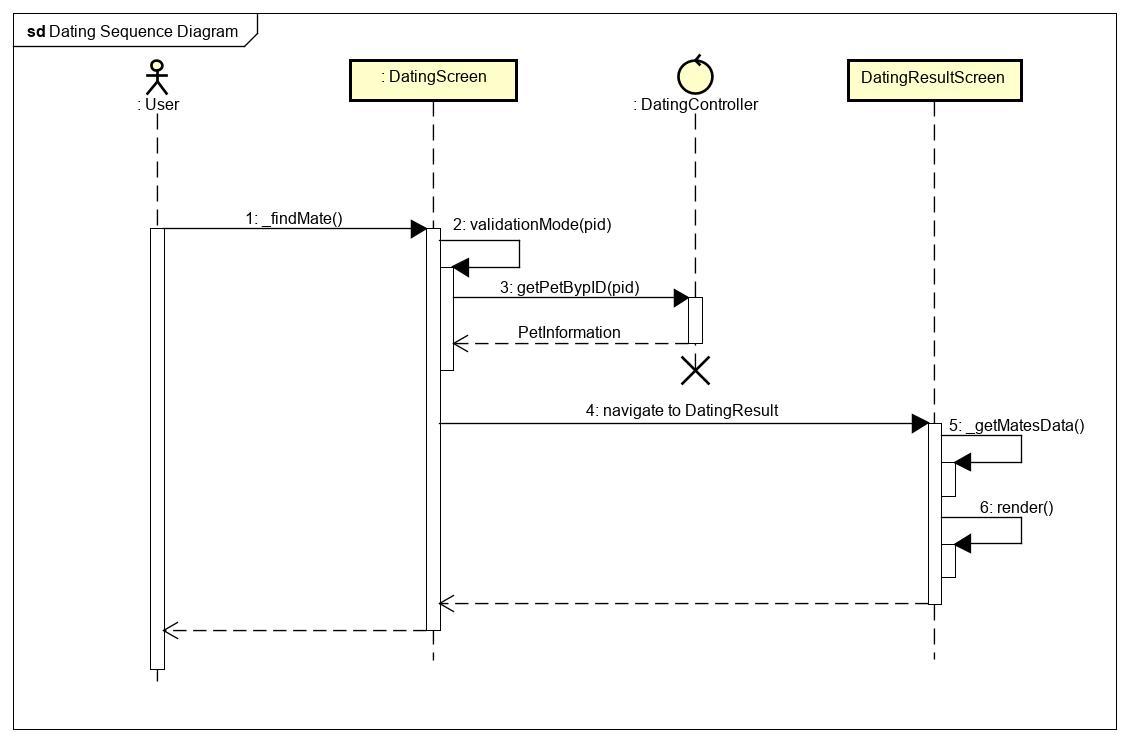 sd Dating Sequence Diagram
: User
: DatingScreen
: DatingController
DatingResultScreen
1: _findMate()
2: validationMode(pid)
3: getPetBypID(pid)
PetInformation
4: navigate to DatingResult
5: _getMatesData()
6: render()